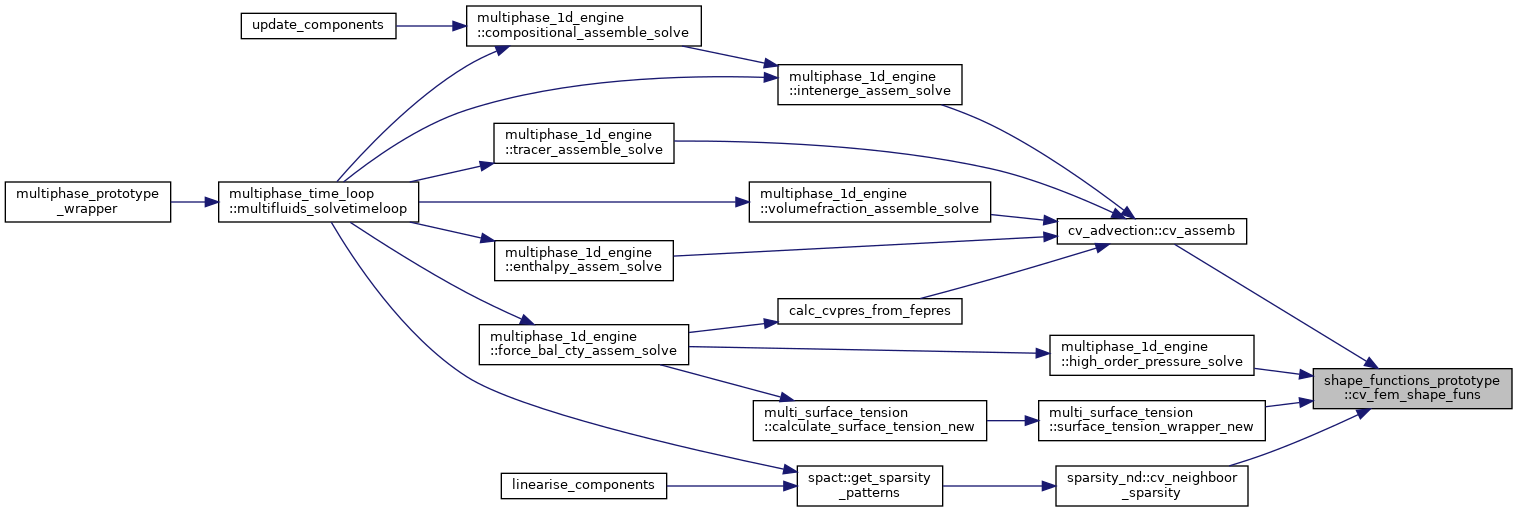 update_components
multiphase_1d_engine
::compositional_assemble_solve
multiphase_1d_engine
::intenerge_assem_solve
multiphase_1d_engine
::tracer_assemble_solve
multiphase_prototype
_wrapper
multiphase_time_loop
::multifluids_solvetimeloop
multiphase_1d_engine
::volumefraction_assemble_solve
cv_advection::cv_assemb
multiphase_1d_engine
::enthalpy_assem_solve
calc_cvpres_from_fepres
multiphase_1d_engine
::force_bal_cty_assem_solve
multiphase_1d_engine
::high_order_pressure_solve
shape_functions_prototype
::cv_fem_shape_funs
multi_surface_tension
::calculate_surface_tension_new
multi_surface_tension
::surface_tension_wrapper_new
linearise_components
spact::get_sparsity
_patterns
sparsity_nd::cv_neighboor
_sparsity